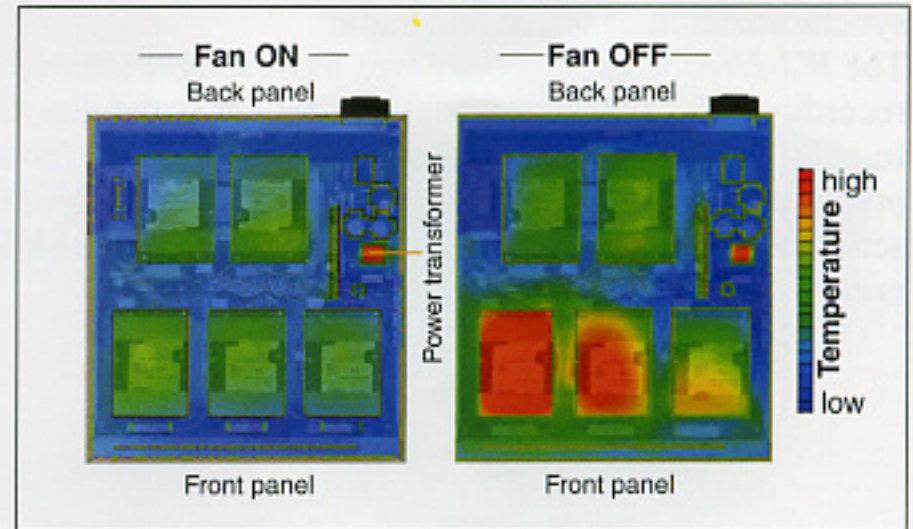 Fan ON
Back panel
Fan OFF
Back panel
Power transformer
high
Temperature
low
Front panel
Front panel